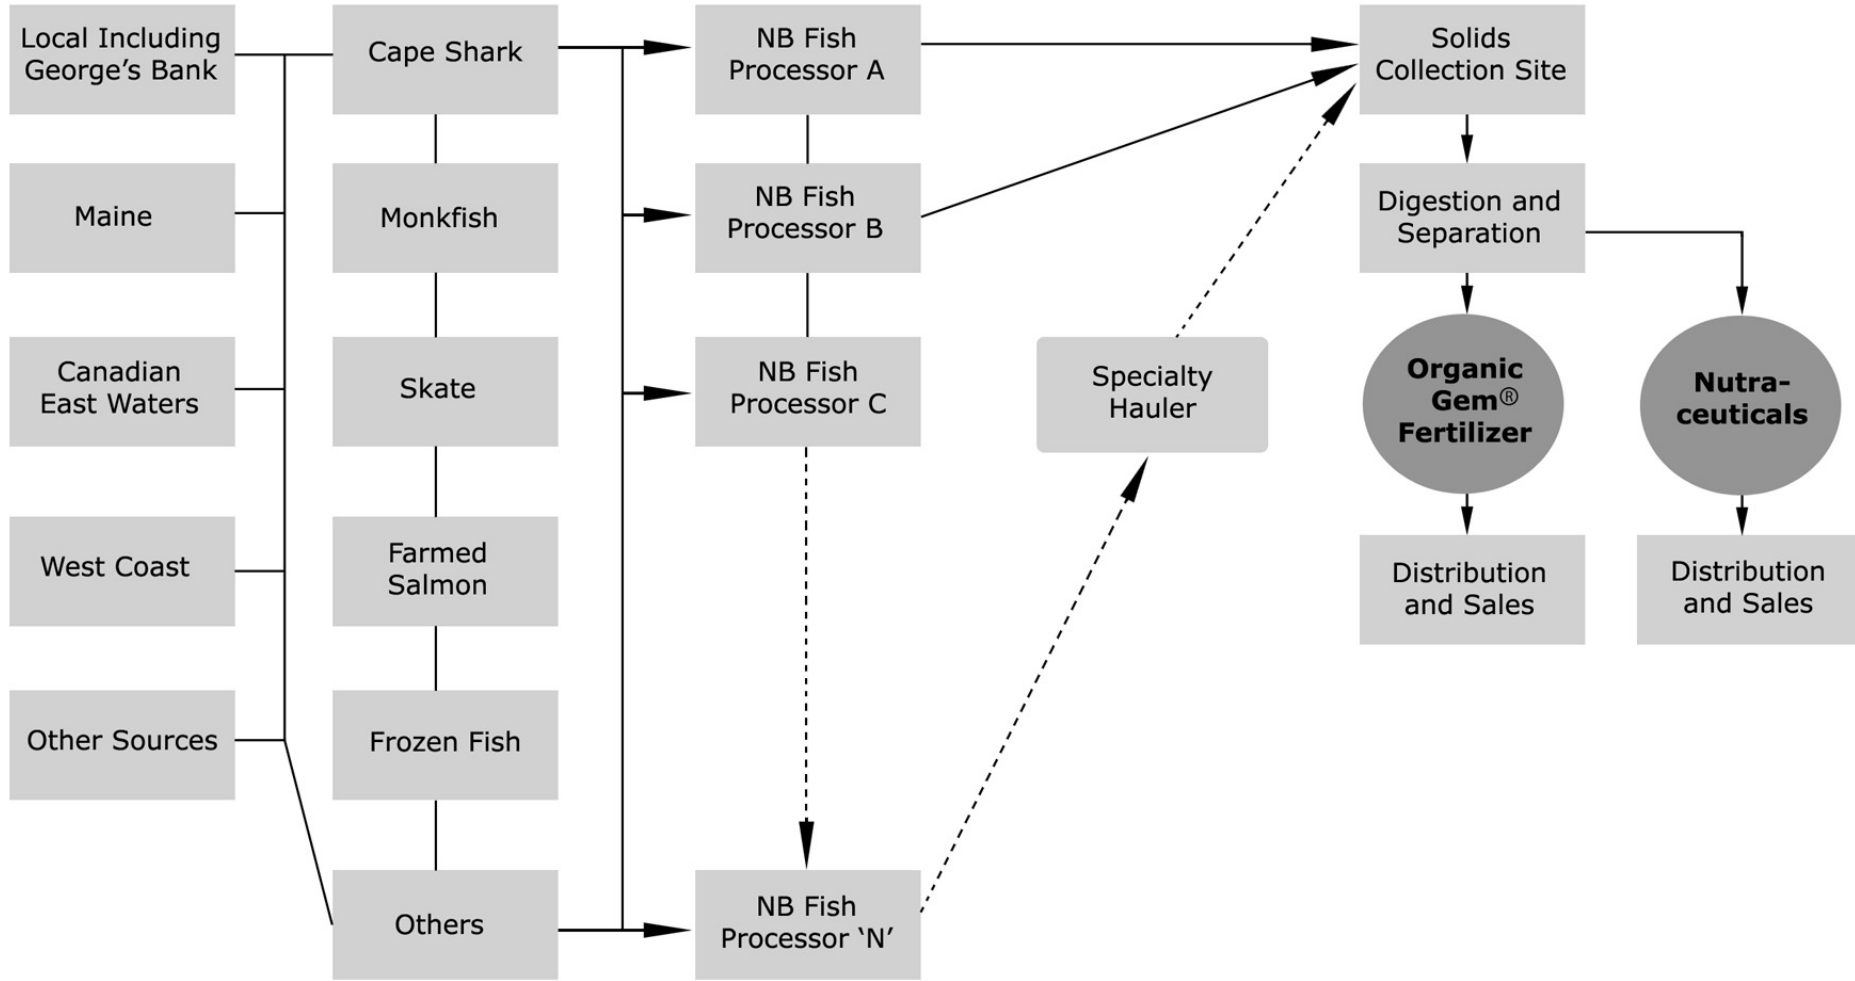 Local Including
George’s Bank
Maine
Canadian
East Waters
West Coast
Other Sources
Cape Shark
Monkfish
Skate
Farmed
Salmon
Frozen Fish
Others
NB Fish
Processor A
NB Fish
Processor B
NB Fish
Processor C
NB Fish
Processor ‘N’
Specialty
Hauler
Solids
Collection Site
Digestion and
Separation
Organic
Gem®
Fertilizer
Distribution
and Sales
Nutra-
ceuticals
Distribution
and Sales